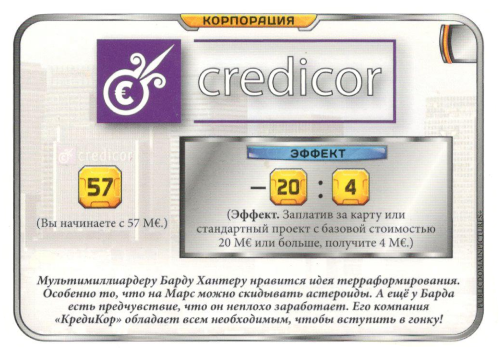 КОРПОРАЦИЯ
credicor
credicor
57
(Вы начинаете с 57 М€.)
ЭФФЕКТ
–20 : 4
(Эффект. Заплатив за карту или
стандартный проект с базовой стоимостью
20 М€ или больше, получите 4 М€.)
Мультимиллиардеру Барду Хантеру нравится идея терраформирования.
Особенно то, что на Марс можно скидывать астероиды. А ещё у Барда
есть предчувствие, что он неплохо заработает. Его компания
«КредиКор» обладает всем необходимым, чтобы вступить в гонку!